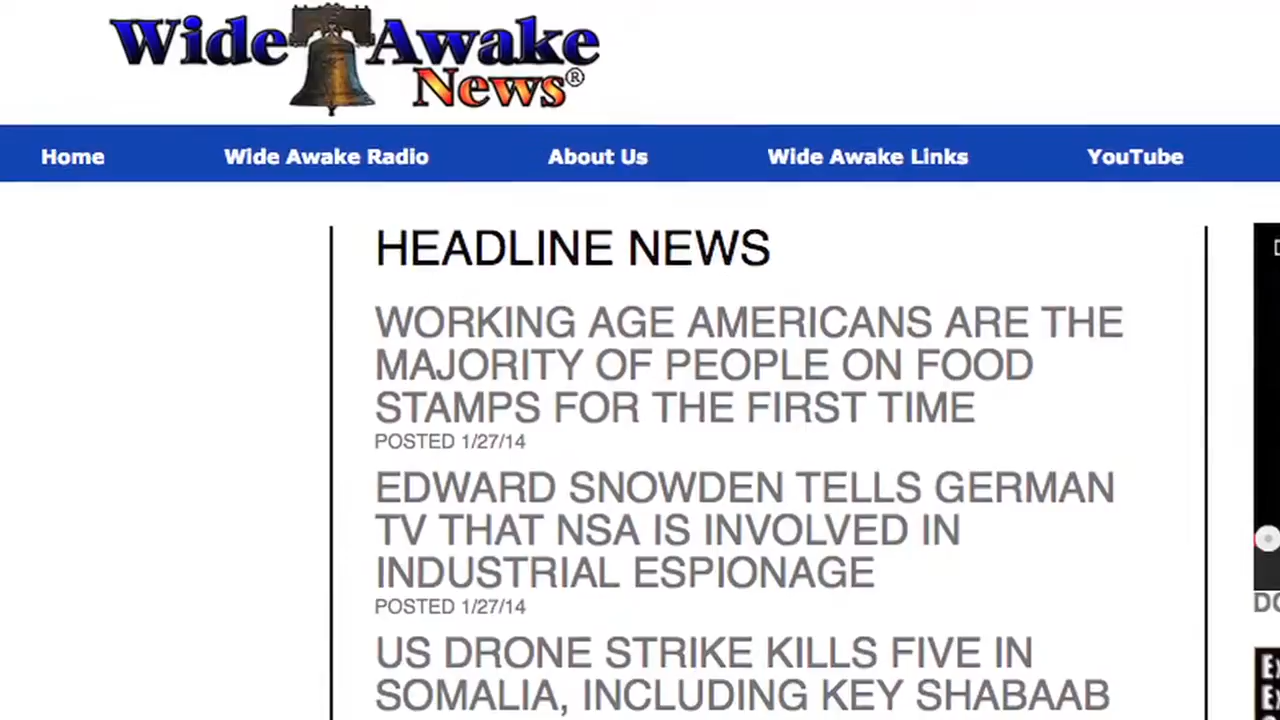 Wide Awake
News®
Home Wide Awake Radio About Us Wide Awake Links YouTube
HEADLINE NEWS
WORKING AGE AMERICANS ARE THE
MAJORITY OF PEOPLE ON FOOD
STAMPS FOR THE FIRST TIME
POSTED 1/27/14
EDWARD SNOWDEN TELLS GERMAN
TV THAT NSA IS INVOLVED IN
INDUSTRIAL ESPIONAGE
POSTED 1/27/14
US DRONE STRIKE KILLS FIVE IN
SOMALIA, INCLUDING KEY SHABAAB